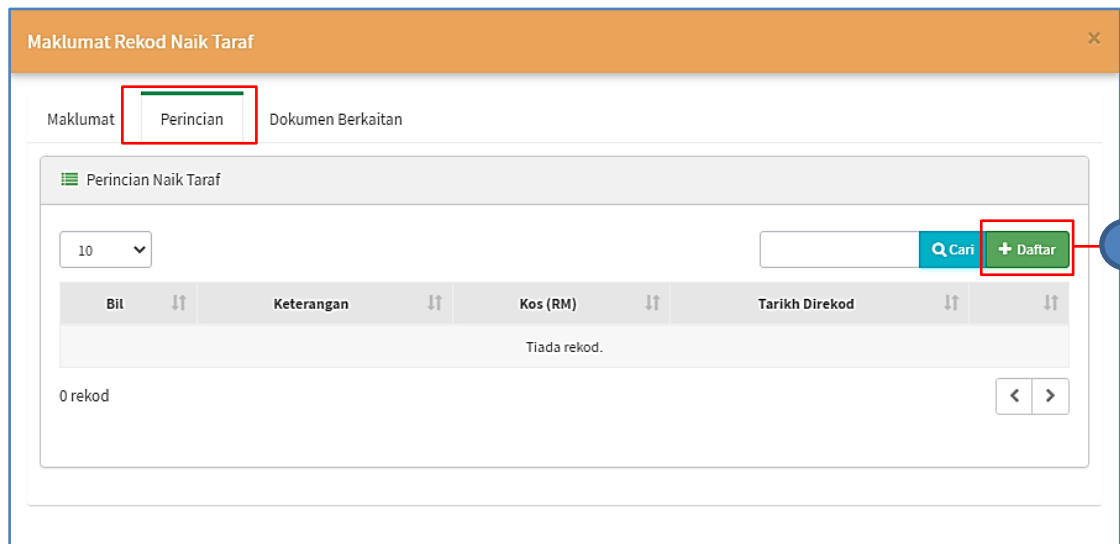 Maklumat Rekod Naik Taraf ×
Maklumat Perincian Dokumen Berkaitan
Perincian Naik Taraf
10 Cari + Daftar
Bil Keterangan Kos (RM) Tarikh Direkod
Tiada rekod.
0 rekod